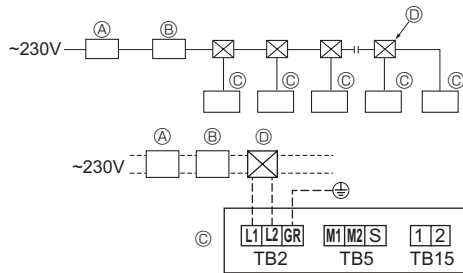 Ⓐ Ⓑ Ⓓ
~230V
Ⓒ Ⓒ Ⓒ Ⓒ Ⓒ
Ⓐ Ⓑ Ⓓ
~230V
Ⓒ L1 L2 GR M1 M2 S 1 2
TB2 TB5 TB15